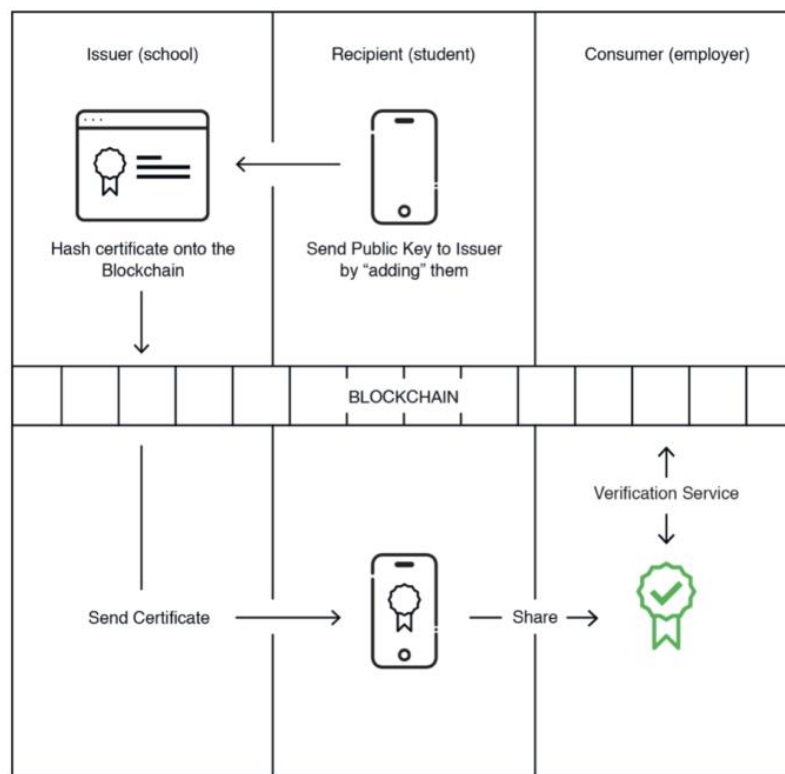 Issuer (school)
Recipient (student)
Consumer (employer)
Hash certificate onto the
Blockchain
Send Public Key to Issuer
by “adding” them
BLOCKCHAIN
Verification Service
Send Certificate
Share